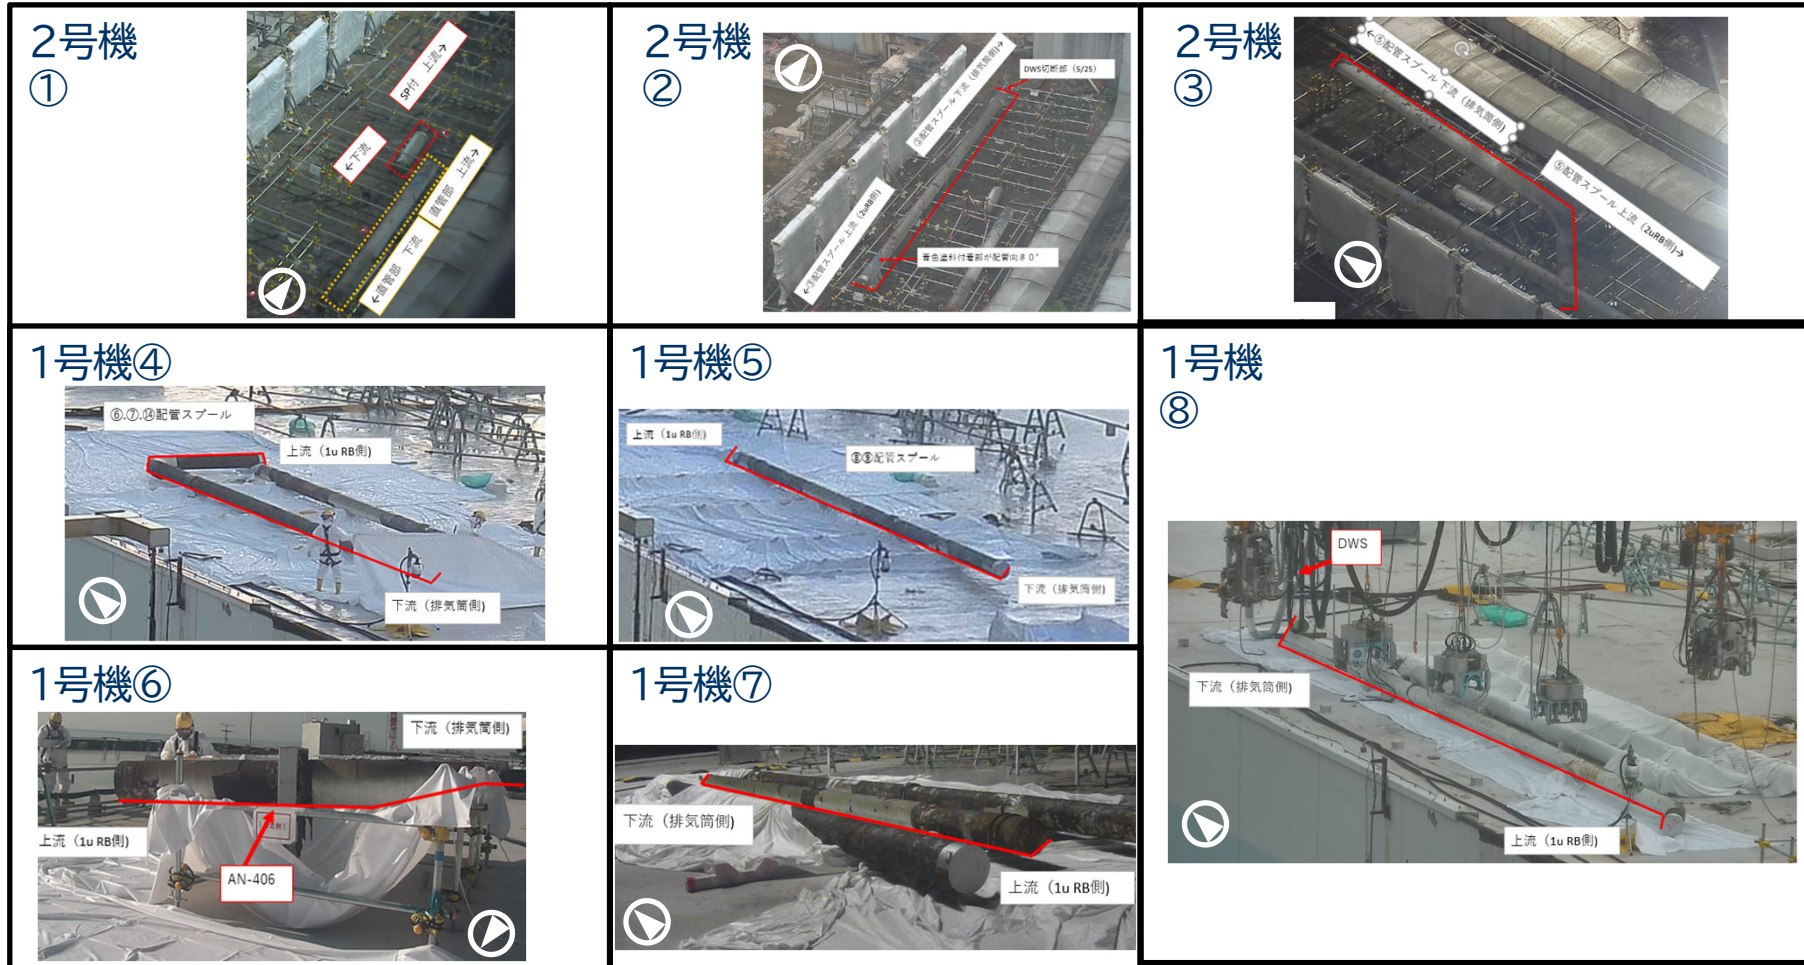 2号機
①
SP付 上流→
←下流
直管部 上流→
←直管部 下流
2号機
②
DWS切断部（5/25）
③配管スプール 下流（排気筒側)→
←③配管スプール 上流（2uRB側)
青色塗料付着部が配管向き０°
2号機
③
←⑤配管スプール 下流（排気筒側)
⑤配管スプール 上流（2uRB側)→
1号機④
⑥.⑦.⑭配管スプール
上流（1u RB側)
下流（排気筒側)
1号機⑤
上流（1u RB側)
⑧⑨配管スプール
下流（排気筒側)
1号機
⑧
DWS
下流（排気筒側)
上流（1u RB側)
1号機⑥
下流（排気筒側)
上流（1u RB側)
AN-406
1号機⑦
下流（排気筒側)
上流（1u RB側)